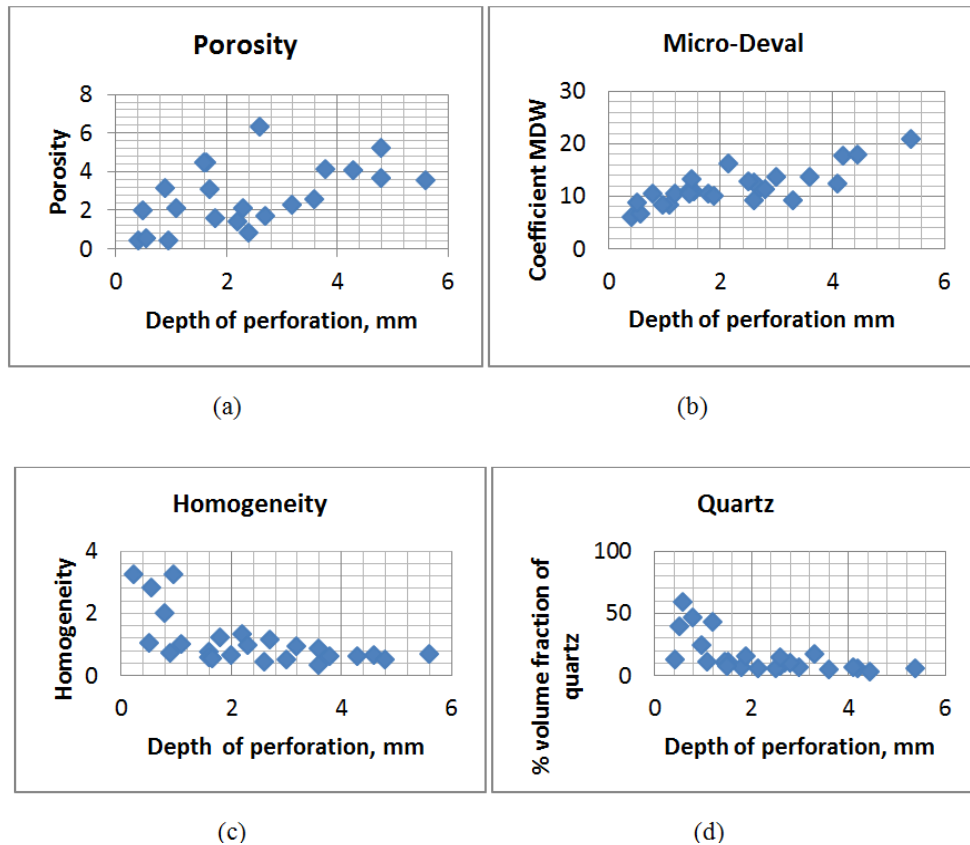 Porosity
8
6
4
2
0
Porosity
0 2 4 6
Depth of perforation, mm
(a)
Micro-Deval
30
20
10
0
Coefficient MDW
0 2 4 6
Depth of perforation mm
(b)
Homogeneity
4
2
0
Homogeneity
0 2 4 6
Depth of perforation, mm
(c)
Quartz
100
50
0
% volume fraction of
quartz
0 2 4 6
Depth of perforation, mm
(d)